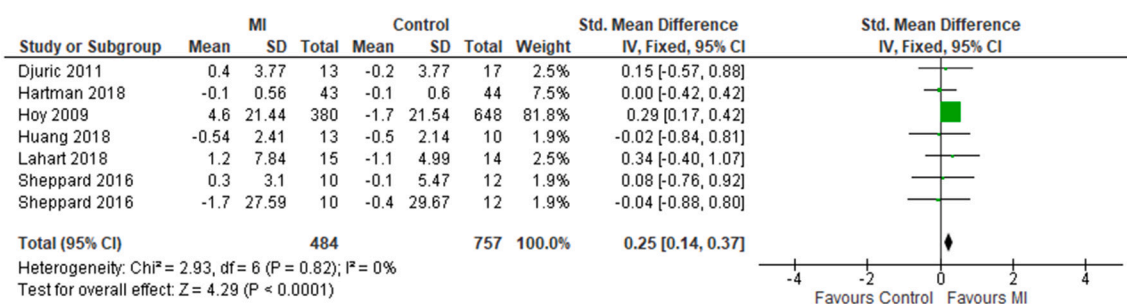 MI Control Std. Mean Difference Std. Mean Difference
Study or Subgroup Mean SD Total Mean SD Total Weight IV, Fixed, 95% CI IV, Fixed, 95% CI
Djuric 2011 0.4 3.77 13 -0.2 3.77 17 2.5% 0.15 [-0.57, 0.88]
Hartman 2018 -0.1 0.56 43 -0.1 0.6 44 7.5% 0.00 [-0.42, 0.42]
Hoy 2009 4.6 21.44 380 -1.7 21.54 648 81.8% 0.29 [0.17, 0.42]
Huang 2018 -0.54 2.41 13 -0.5 2.14 10 1.9% -0.02 [-0.84, 0.81]
Lahart 2018 1.2 7.84 15 -1.1 4.99 14 2.5% 0.34 [-0.40, 1.07]
Sheppard 2016 0.3 3.1 10 -0.1 5.47 12 1.9% 0.08 [-0.76, 0.92]
Sheppard 2016 -1.7 27.59 10 -0.4 29.67 12 1.9% -0.04 [-0.88, 0.80]
Total (95% CI) 484 757 100.0% 0.25 [0.14, 0.37]
Heterogeneity: Chi² = 2.93, df = 6 (P = 0.82); I² = 0%
Test for overall effect: Z = 4.29 (P < 0.0001)
-4 -2 0 2 4
Favours Control Favours MI